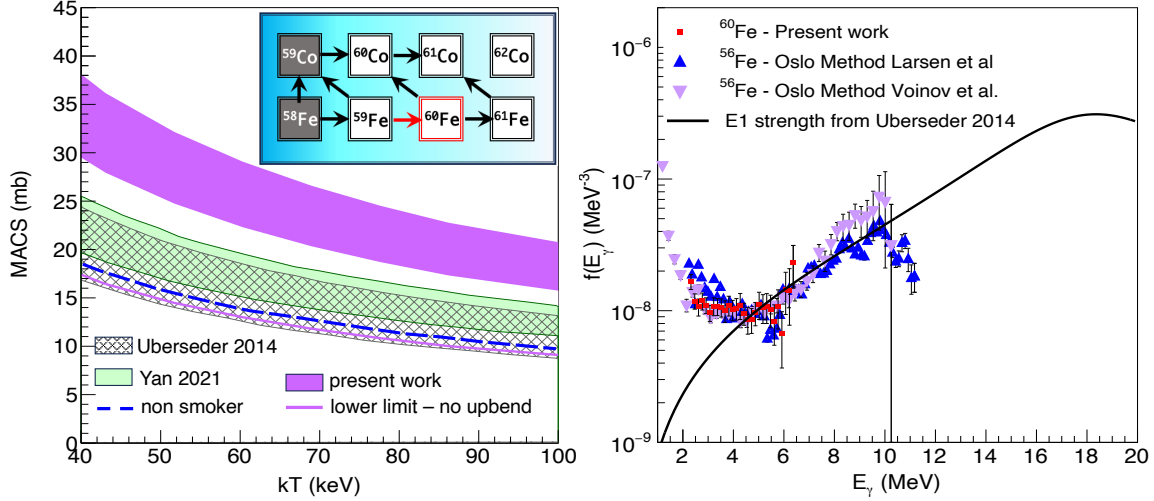 45
40
35
30
25
20
15
10
5
0
MACS (mb)
59Co
60Co
61Co
62Co
58Fe
59Fe
60Fe
61Fe
Uberseder 2014
Yan 2021
present work
non smoker
lower limit – no upbend
40 50 60 70 80 90 100
kT (keV)
60Fe - Present work
56Fe - Oslo Method Larsen et al
56Fe - Oslo Method Voinov et al.
E1 strength from Uberseder 2014
10−6
10−7
10−8
10−9
f(Eγ) (MeV-3)
2 4 6 8 10 12 14 16 18 20
Eγ (MeV)